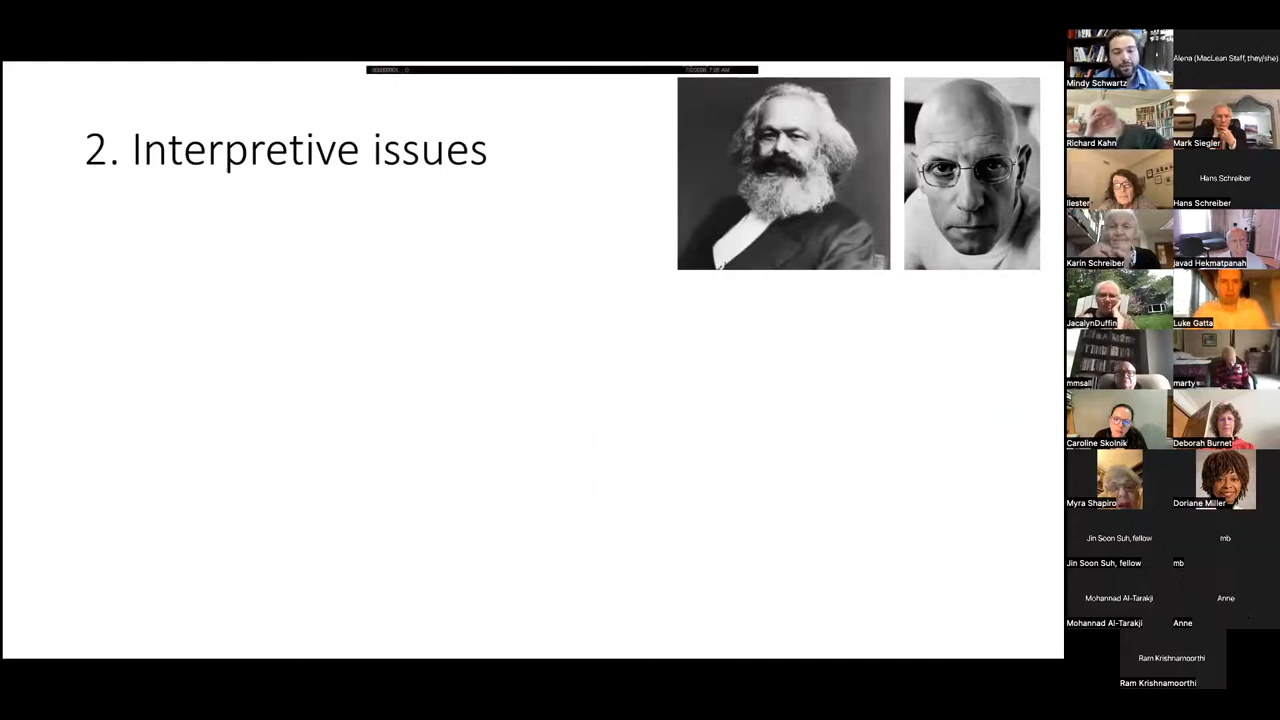 2. Interpretive issues
Alena (MacLean Staff, they/she)
Mindy Schwartz
Richard Kahn
Mark Siegler
Hans Schreiber
llester
Hans Schreiber
Karin Schreiber
javad Hekmatpanah
JacalynDuffin
Luke Gatta
mmsall
marty
Caroline Skolnik
Deborah Burnet
Myra Shapiro
Doriane Miller
Jin Soon Suh, fellow
mb
Jin Soon Suh, fellow
mb
Mohannad Al-Tarakji
Anne
Mohannad Al-Tarakji
Anne
Ram Krishnamoorthi
Ram Krishnamoorthi